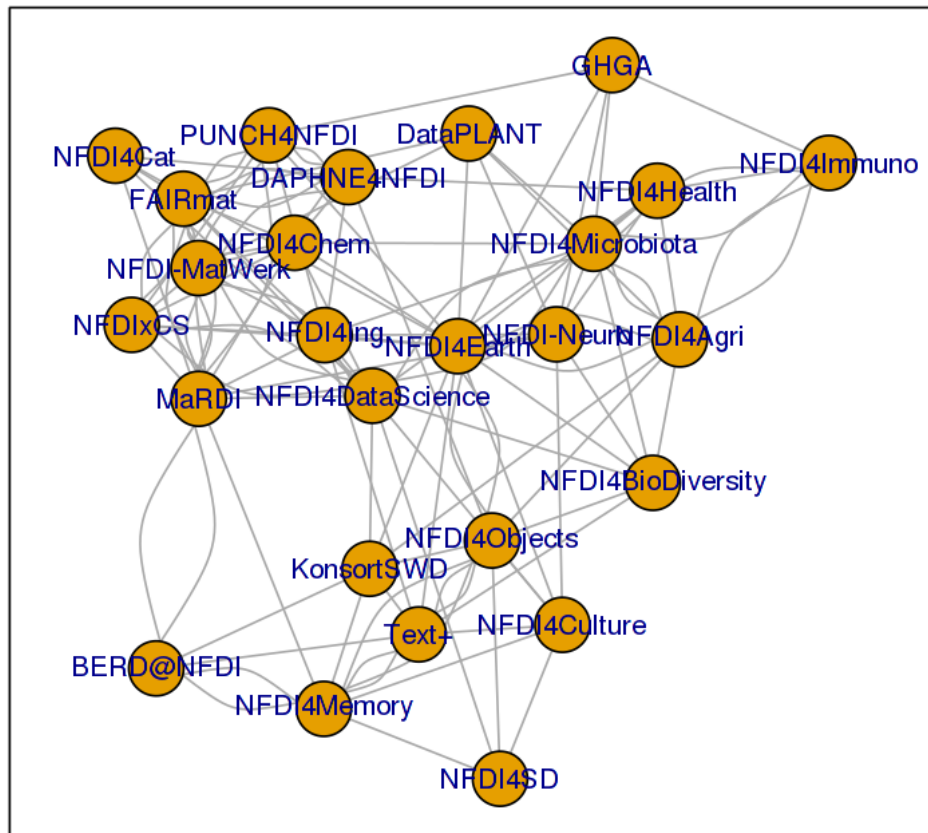 GHGA
PUNCH4NFDI
DataPLANT
NFDI4Cat
NFDI4Immuno
DAPHNE4NFDI
NFDI4Health
FAIRmat
NFDI4Chem
NFDI4Microbiota
NFDI-MatWerk
NFDIxCS
NFDI4Ing
NFDI-Neuro
NFDI4Agri
NFDI4Earth
MaRDI
NFDI4DataScience
NFDI4BioDiversity
NFDI4Objects
KonsortSWD
NFDI4Culture
Text+
BERD@NFDI
NFDI4Memory
NFDI4SD